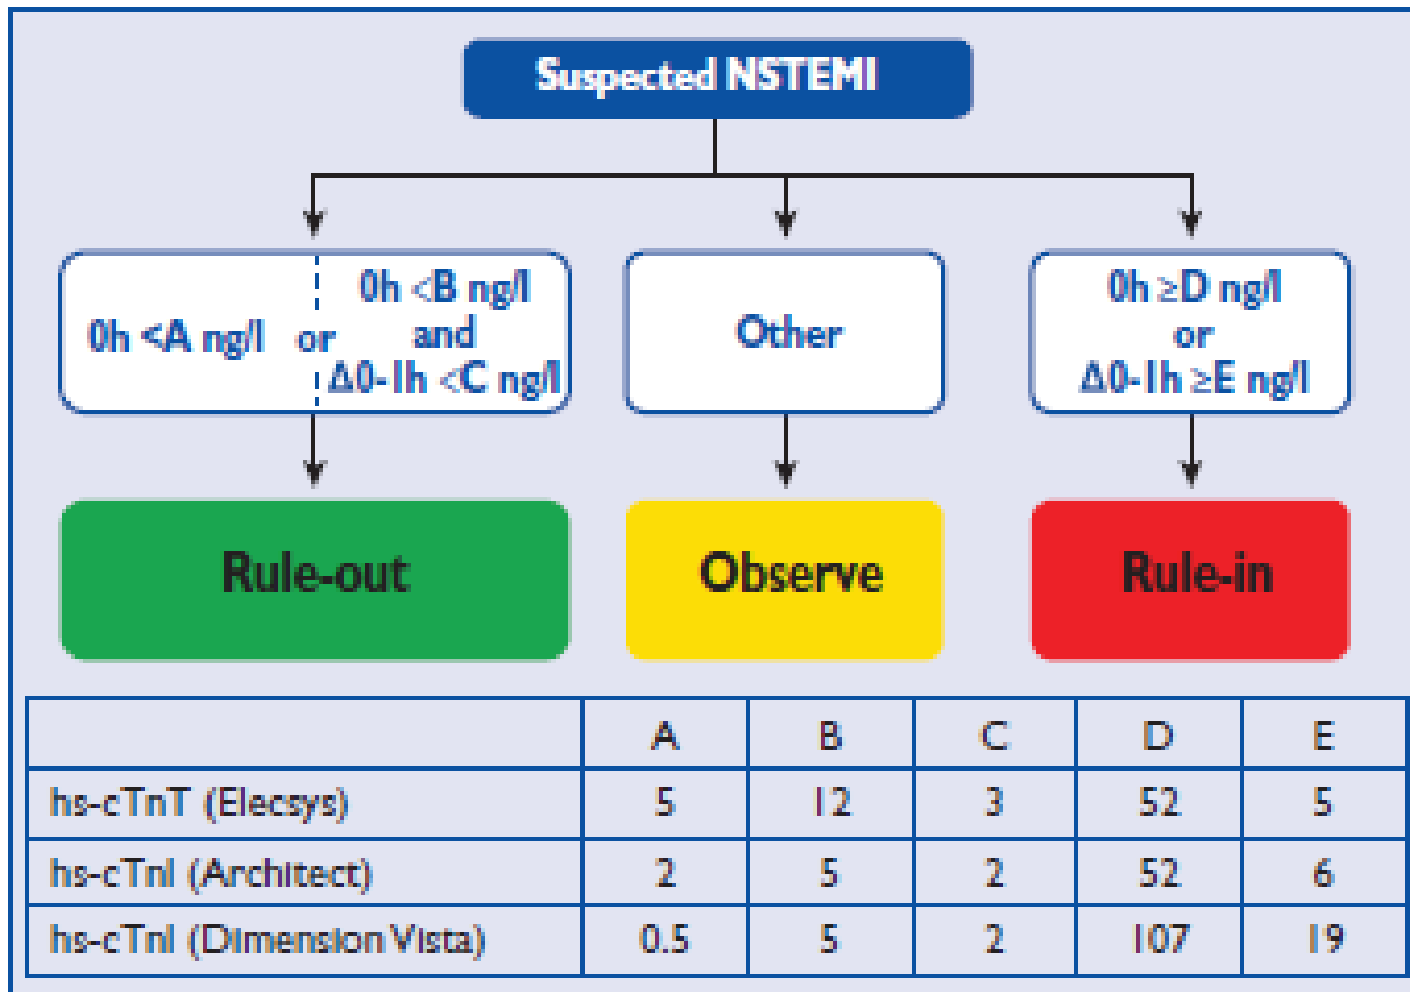 Suspected NSTEMI
0h <A ng/l or
0h <B ng/l
and
Δ0-1h <C ng/l
Other
0h ≥D ng/l
or
Δ0-1h ≥E ng/l
Rule-out
Observe
Rule-in
A B C D E
hs-cTnT (Elecsys) 5 12 3 52 5
hs-cTnI (Architect) 2 5 2 52 6
hs-cTnI (Dimension Vista) 0.5 5 2 107 19